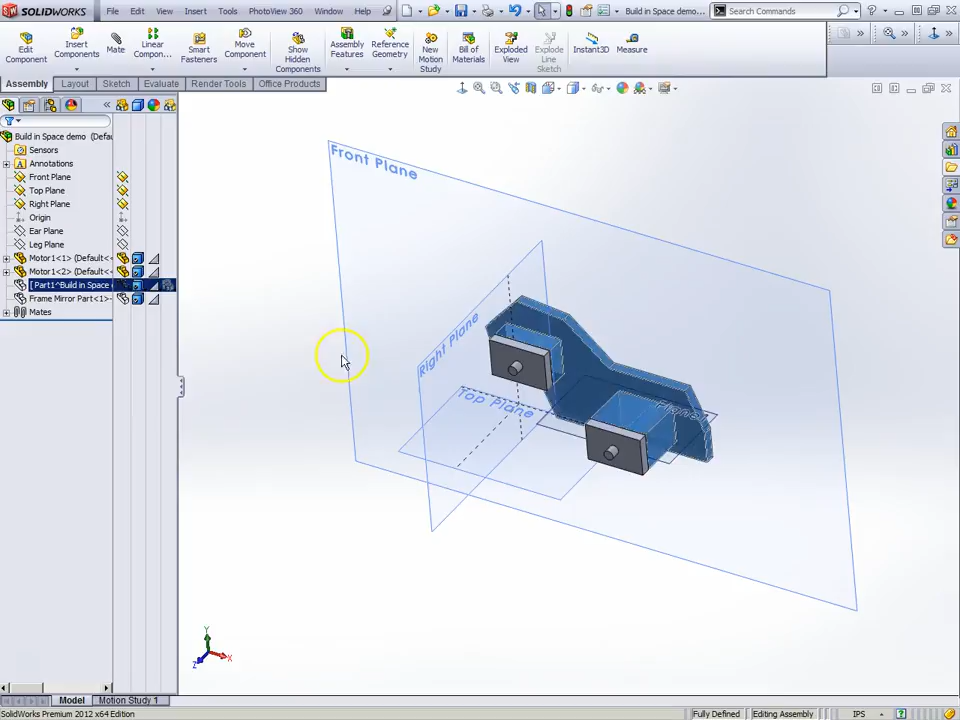 SOLIDWORKS File Edit View Insert Tools PhotoView 360 Window Help Build in Space demo... Search Commands
Edit Component
Insert Components
Mate
Linear Compon...
Smart Fasteners
Move Component
Show Hidden Components
Assembly Features
Reference Geometry
New Motion Study
Bill of Materials
Exploded View
Explode Line Sketch
Instant3D
Measure
Assembly Layout Sketch Evaluate Render Tools Office Products
Build in Space demo (Defau
Sensors
Annotations
Front Plane
Top Plane
Right Plane
Origin
Ear Plane
Leg Plane
Motor1<1> (Default<<
Motor1<2> (Default<<
[ Part1^Build in Space
Frame Mirror Part<1>
Mates
Front Plane
Right Plane
Top Plane
Y
Z
X
Model Motion Study 1
SolidWorks Premium 2012 x64 Edition Fully Defined Editing Assembly IPS